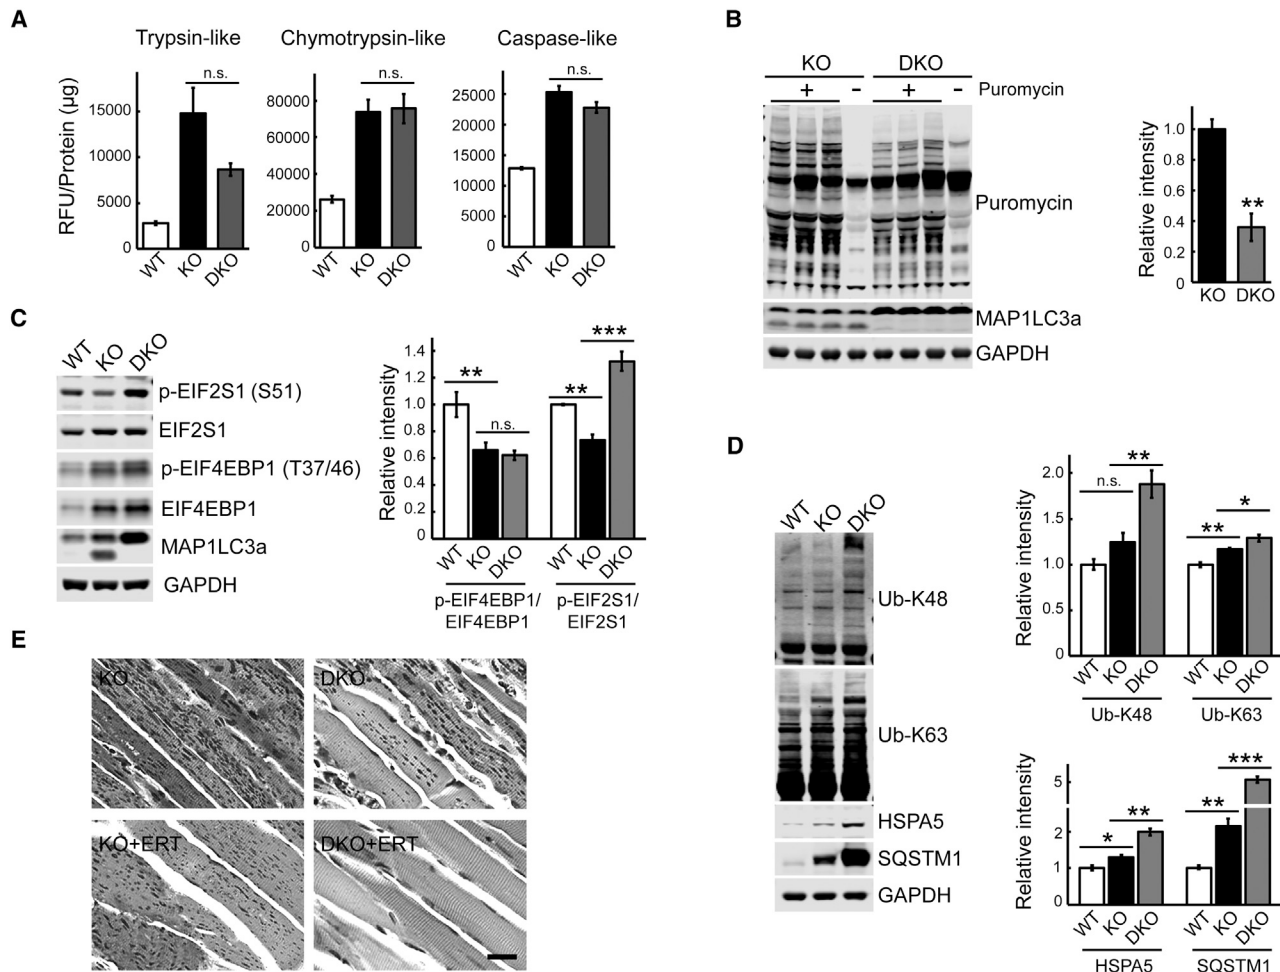 A
Trypsin-like
Chymotrypsin-like
Caspase-like
RFU/Protein (µg)
n.s.
15000
10000
5000
0
WT
KO
DKO
n.s.
80000
60000
40000
20000
0
WT
KO
DKO
n.s.
25000
20000
15000
10000
5000
0
WT
KO
DKO
B
KO
DKO
+
-
+
-
Puromycin
Puromycin
MAP1LC3a
GAPDH
Relative intensity
1.0
0.8
0.6
0.4
0.2
0
**
KO
DKO
C
WT
KO
DKO
p-EIF2S1 (S51)
EIF2S1
p-EIF4EBP1 (T37/46)
EIF4EBP1
MAP1LC3a
GAPDH
Relative intensity
1.4
1.2
1.0
0.8
0.6
0.4
0.2
0
**
n.s.
**
***
WT
KO
DKO
WT
KO
DKO
p-EIF4EBP1/
EIF4EBP1
p-EIF2S1/
EIF2S1
D
WT
KO
DKO
Ub-K48
Ub-K63
HSPA5
SQSTM1
GAPDH
Relative intensity
2.0
1.5
1.0
0.5
0
n.s.
**
**
*
WT
KO
DKO
WT
KO
DKO
Ub-K48
Ub-K63
Relative intensity
5
2
1
0
*
**
**
***
WT
KO
DKO
WT
KO
DKO
HSPA5
SQSTM1
E
KO
DKO
KO+ERT
DKO+ERT